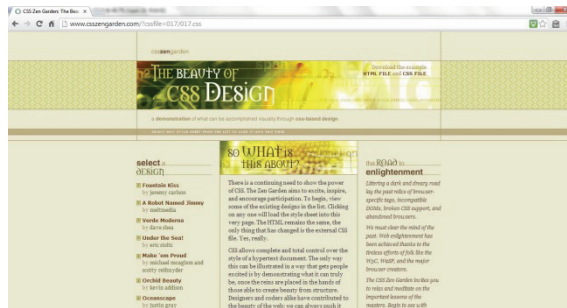 CSS Zen Garden: The Bea
www.csszengarden.com/?cssfile=017/017.css
csszengarden
THE BEAUTY OF
CSS DESIGN
Download the example
HTML FILE and CSS FILE
a demonstration of what can be accomplished visually through css-based design
select a
DESIGN
Fountain Kiss
by jeremy carlson
A Robot Named Jimmy
by meltmedia
Verde Moderna
by dave shea
Under the Sea!
by eric stoltz
Make 'em Proud
by michael mcaghon and
scotty reifsnyder
Orchid Beauty
by kevin addison
Oceanscape
by justin gray
SO WHAT IS
THIS ABOUT?
There is a continuing need to show the power
of CSS. The Zen Garden aims to excite, inspire,
and encourage participation. To begin, view
some of the existing designs in the list. Clicking
on any one will load the style sheet into this
very page. The HTML remains the same, the
only thing that has changed is the external CSS
file. Yes, really.
CSS allows complete and total control over the
style of a hypertext document. The only way
this can be illustrated in a way that gets people
excited is by demonstrating what it can truly
be, once the reins are placed in the hands of
those able to create beauty from structure.
Designers and coders alike have contributed to
the beauty of the web; we can always push it
the ROAD to
enlightenment
Littering a dark and dreary road
lay the past relics of browser-
specific tags, incompatible
DOMs, broken CSS support, and
abandoned browsers.
We must clear the mind of the
past. Web enlightenment has
been achieved thanks to the
tireless efforts of folk like the
W3C, WaSP, and the major
browser creators.
The CSS Zen Garden invites you
to relax and meditate on the
important lessons of the
masters. Begin to see with